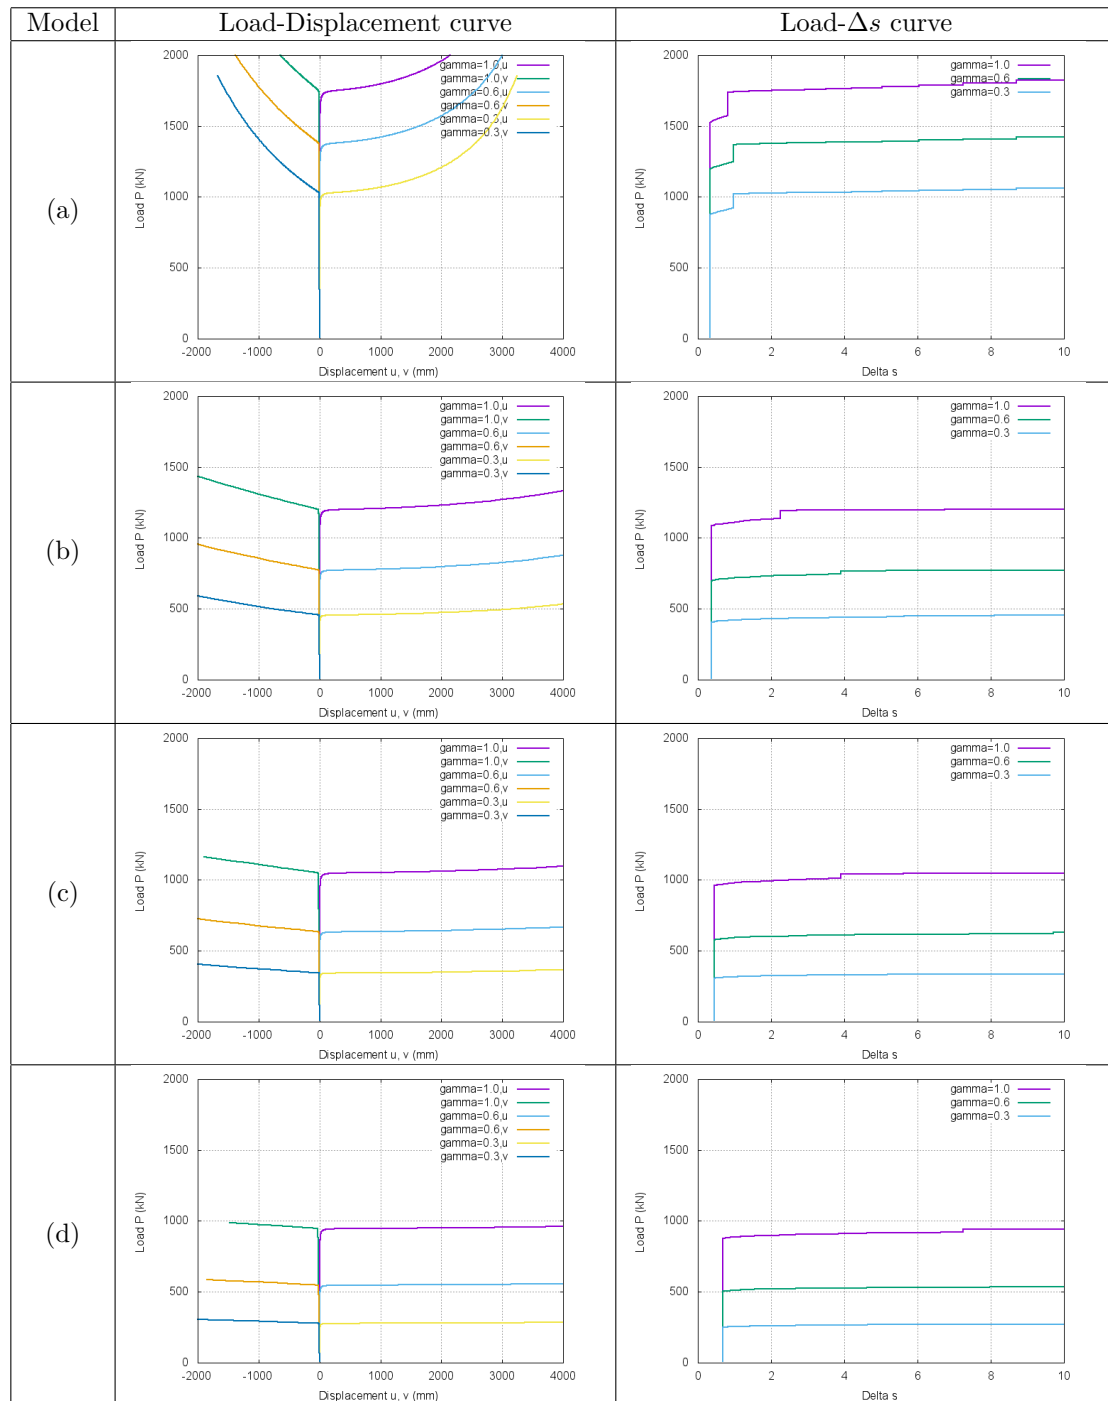 Model Load-Displacement curve Load-Δs curve
(a)
2000
1500
1000
500
0
-2000 -1000 0 1000 2000 3000 4000
Load P (kN)
Displacement u, v (mm)
gamma=1.0,u
gamma=1.0,v
gamma=0.6,u
gamma=0.6,v
gamma=0.3,u
gamma=0.3,v
2000
1500
1000
500
0
0 2 4 6 8 10
Load P (kN)
Delta s
gamma=1.0
gamma=0.6
gamma=0.3
(b)
2000
1500
1000
500
0
-2000 -1000 0 1000 2000 3000 4000
Load P (kN)
Displacement u, v (mm)
gamma=1.0,u
gamma=1.0,v
gamma=0.6,u
gamma=0.6,v
gamma=0.3,u
gamma=0.3,v
2000
1500
1000
500
0
0 2 4 6 8 10
Load P (kN)
Delta s
gamma=1.0
gamma=0.6
gamma=0.3
(c)
2000
1500
1000
500
0
-2000 -1000 0 1000 2000 3000 4000
Load P (kN)
Displacement u, v (mm)
gamma=1.0,u
gamma=1.0,v
gamma=0.6,u
gamma=0.6,v
gamma=0.3,u
gamma=0.3,v
2000
1500
1000
500
0
0 2 4 6 8 10
Load P (kN)
Delta s
gamma=1.0
gamma=0.6
gamma=0.3
(d)
2000
1500
1000
500
0
-2000 -1000 0 1000 2000 3000 4000
Load P (kN)
Displacement u, v (mm)
gamma=1.0,u
gamma=1.0,v
gamma=0.6,u
gamma=0.6,v
gamma=0.3,u
gamma=0.3,v
2000
1500
1000
500
0
0 2 4 6 8 10
Load P (kN)
Delta s
gamma=1.0
gamma=0.6
gamma=0.3